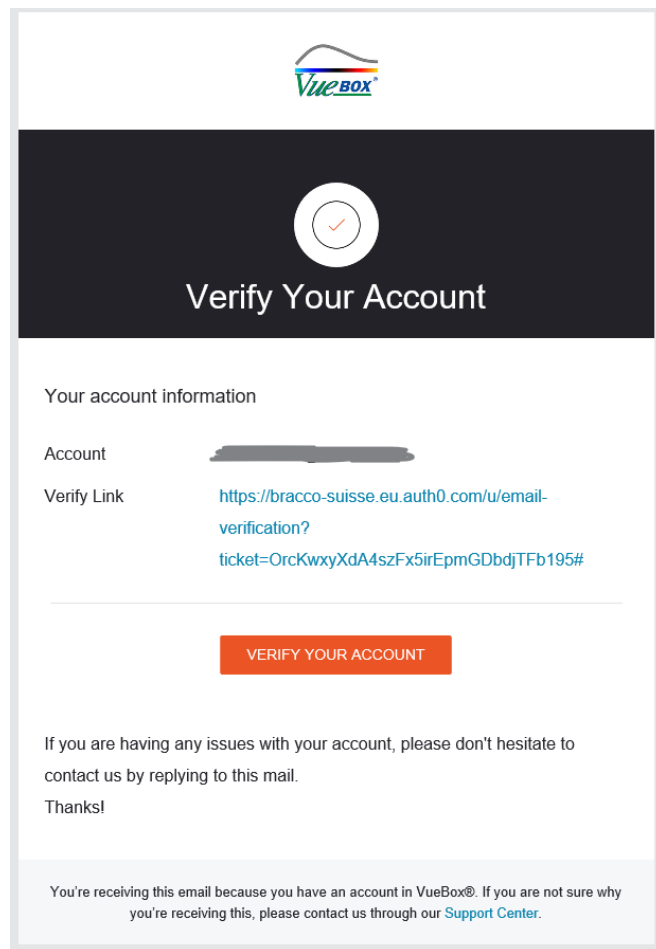 VueBOX®
Verify Your Account
Your account information
Account
Verify Link
https://bracco-suisse.eu.auth0.com/u/email-
verification?
ticket=OrcKwxyXdA4szFx5irEpmGDbdjTFb195#
VERIFY YOUR ACCOUNT
If you are having any issues with your account, please don't hesitate to
contact us by replying to this mail.
Thanks!
You're receiving this email because you have an account in VueBox®. If you are not sure why
you're receiving this, please contact us through our Support Center.